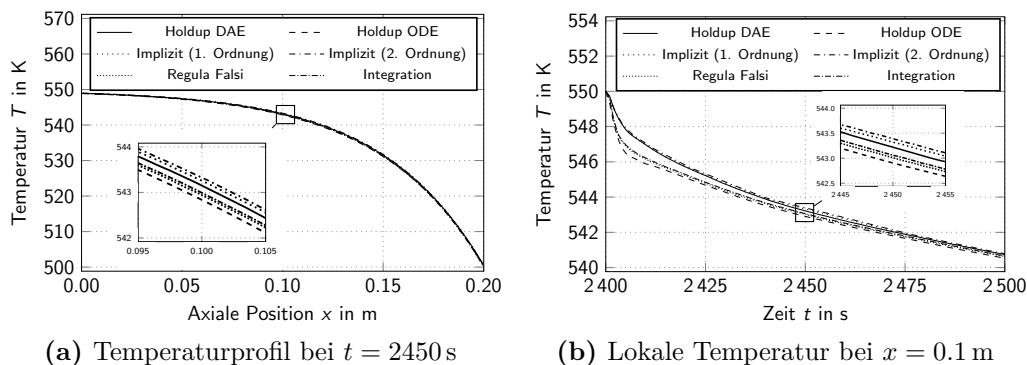 570
560
550
540
530
520
510
500
Temperatur T in K
Holdup DAE
Holdup ODE
Implizit (1. Ordnung)
Implizit (2. Ordnung)
Regula Falsi
Integration
544
543
542
0.095
0.100
0.105
0.00
0.05
0.10
0.15
0.20
Axiale Position x in m
(a) Temperaturprofil bei t = 2450 s
554
552
550
548
546
544
542
540
Temperatur T in K
Holdup DAE
Holdup ODE
Implizit (1. Ordnung)
Implizit (2. Ordnung)
Regula Falsi
Integration
544.0
543.5
543.0
542.5
2 445
2 450
2 455
2 400
2 425
2 450
2 475
2 500
Zeit t in s
(b) Lokale Temperatur bei x = 0.1 m